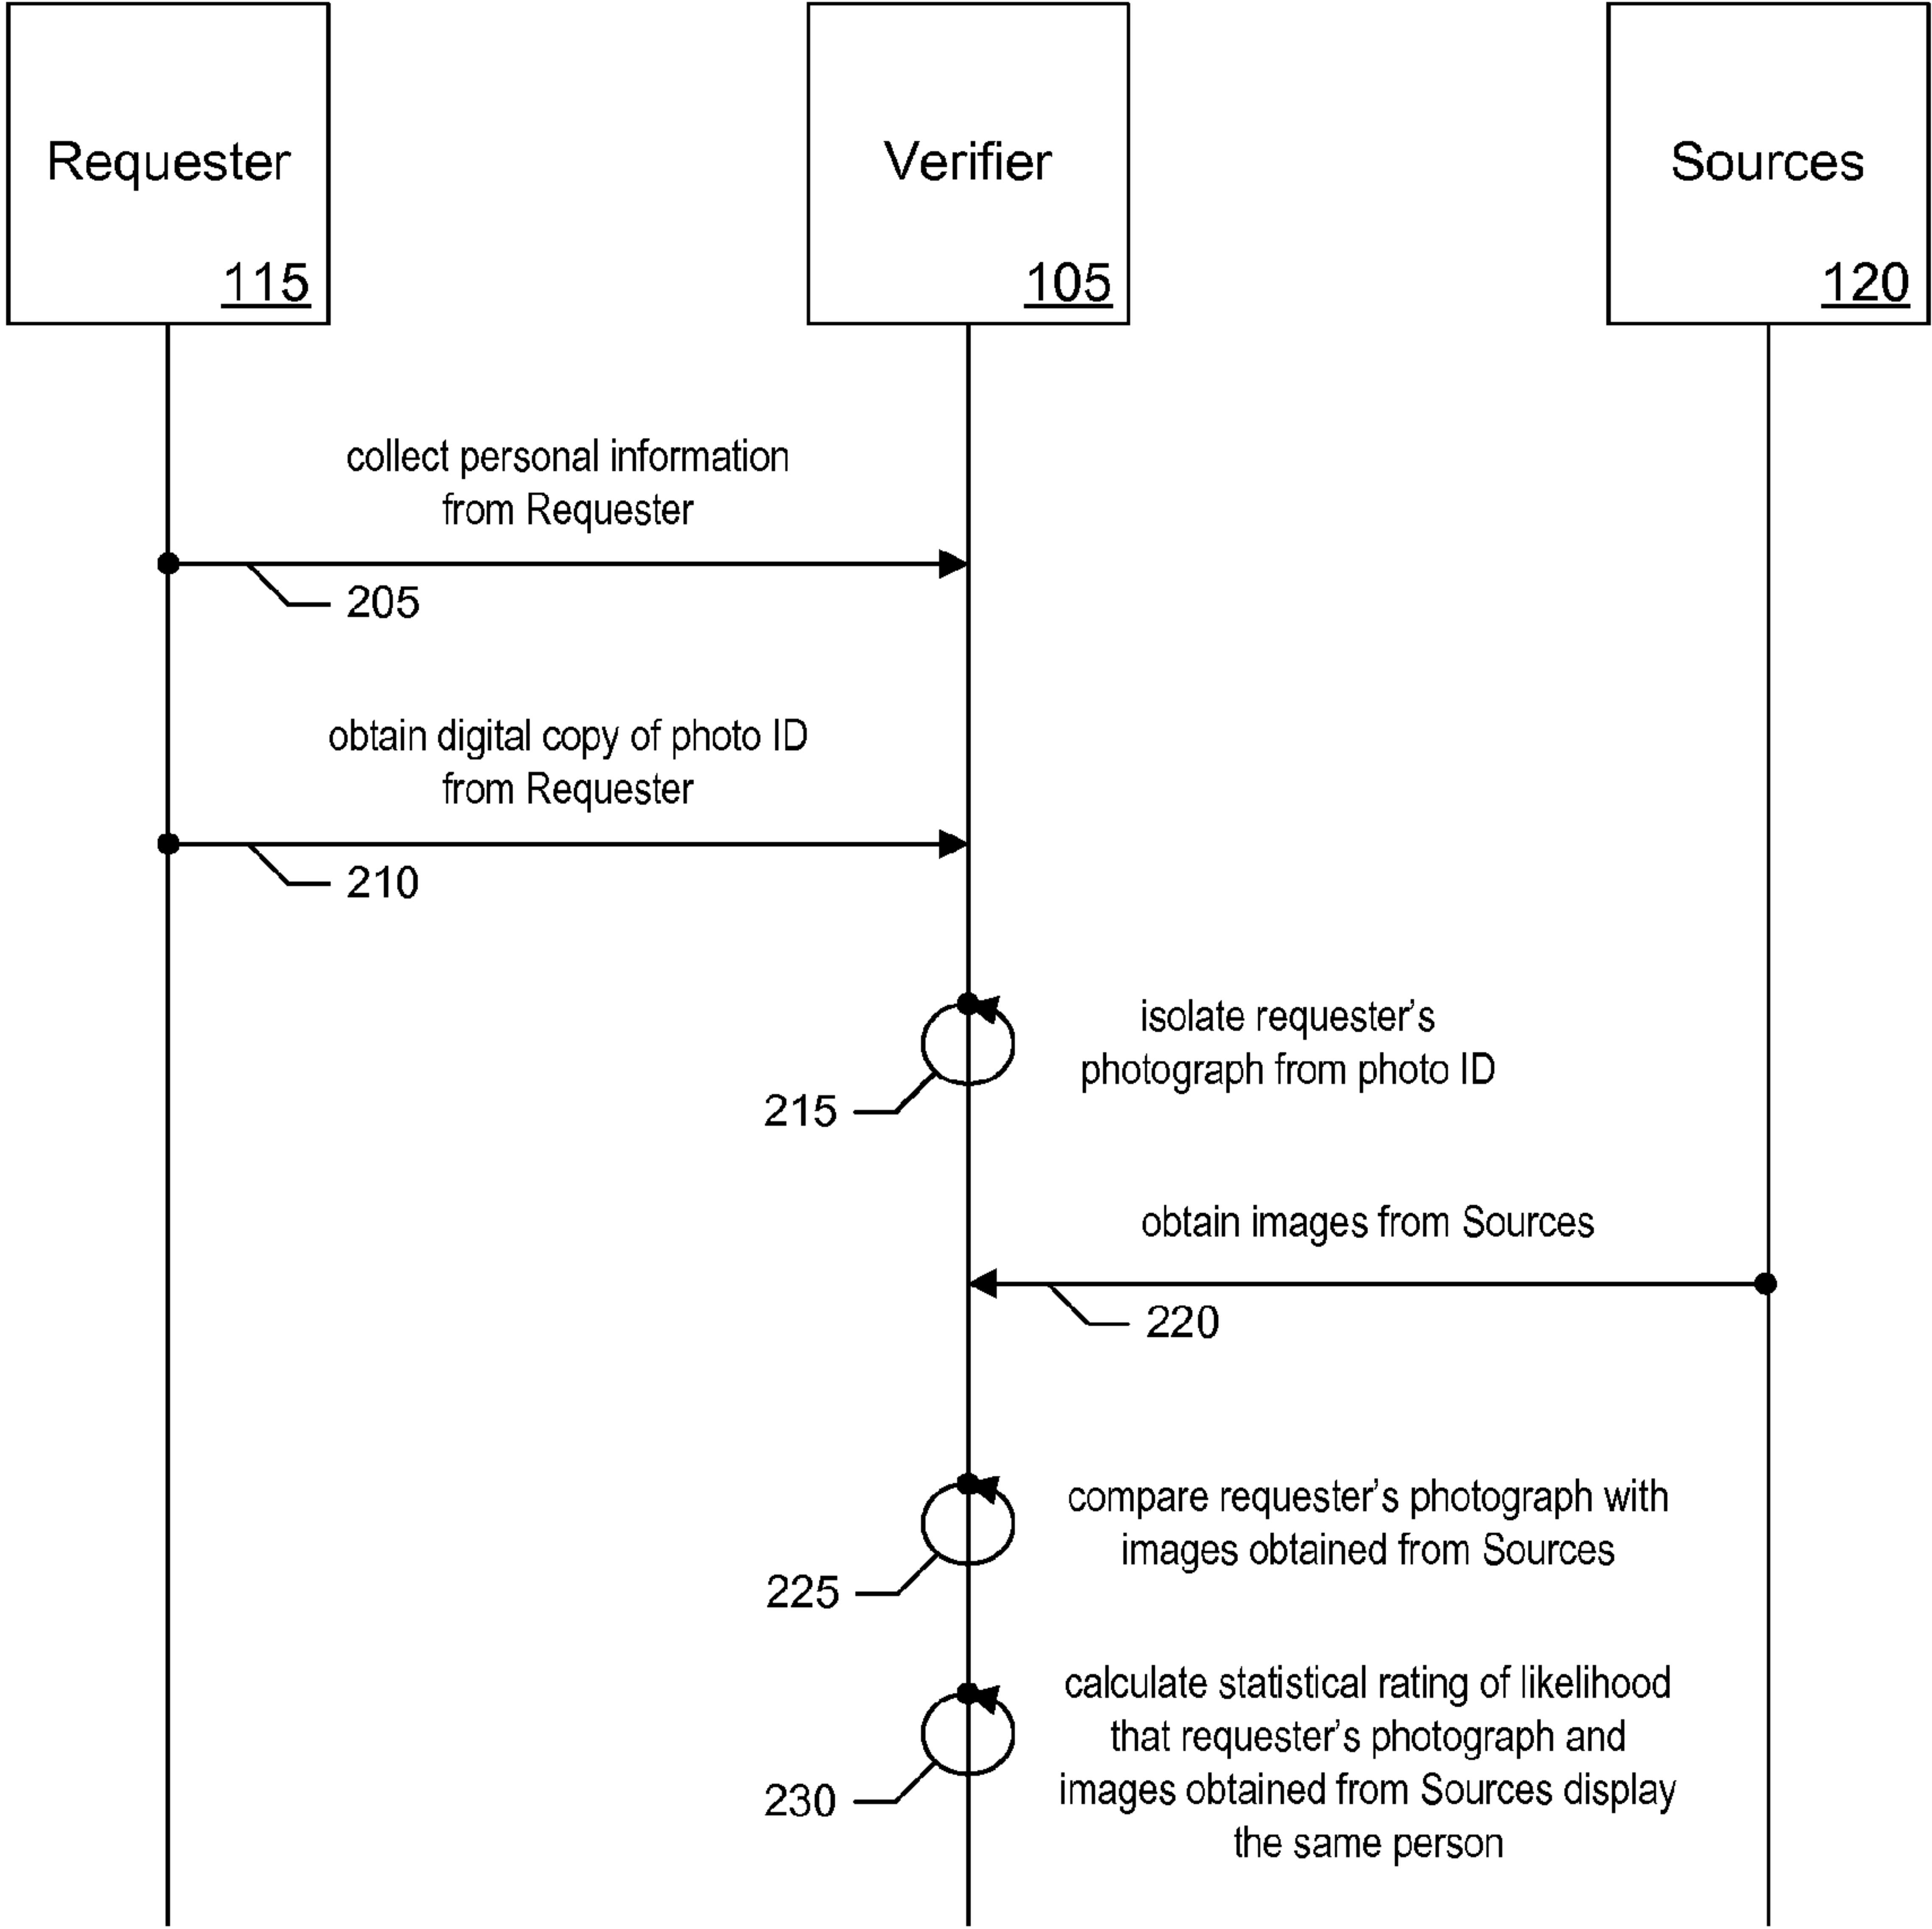 Requester
115
Verifier
105
Sources
120
collect personal information
from Requester
205
obtain digital copy of photo ID
from Requester
210
isolate requester’s
photograph from photo ID
215
obtain images from Sources
220
compare requester’s photograph with
images obtained from Sources
225
calculate statistical rating of likelihood
that requester’s photograph and
images obtained from Sources display
the same person
230